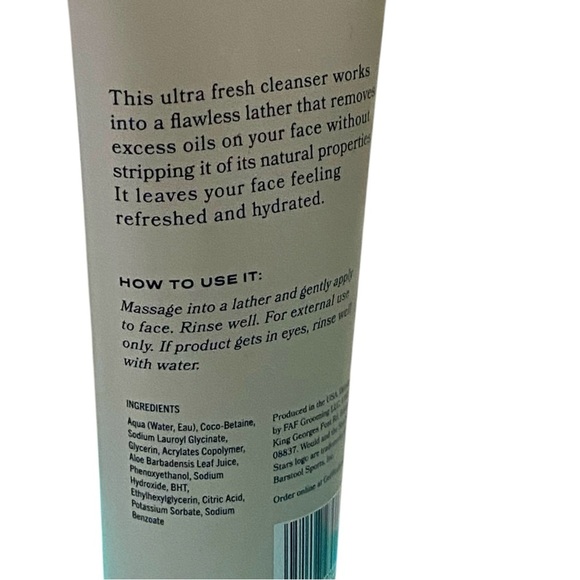 This ultra fresh cleanser works
into a flawless lather that removes
excess oils on your face without
stripping it of its natural properties
It leaves your face feeling
refreshed and hydrated.
HOW TO USE IT:
Massage into a lather and gently apply
to face. Rinse well. For external use
only. If product gets in eyes, rinse well
with water.
INGREDIENTS
Aqua (Water, Eau), Coco-Betaine,
Sodium Lauroyl Glycinate,
Glycerin, Acrylates Copolymer,
Aloe Barbadensis Leaf Juice,
Phenoxyethanol, Sodium
Hydroxide, BHT,
Ethylhexylglycerin, Citric Acid,
Potassium Sorbate, Sodium
Benzoate
Produced in the USA
by FAF Grooming
King Georges Post Rd
08837. Would and the
Stars logo are
Barstool Sports,
Order online at